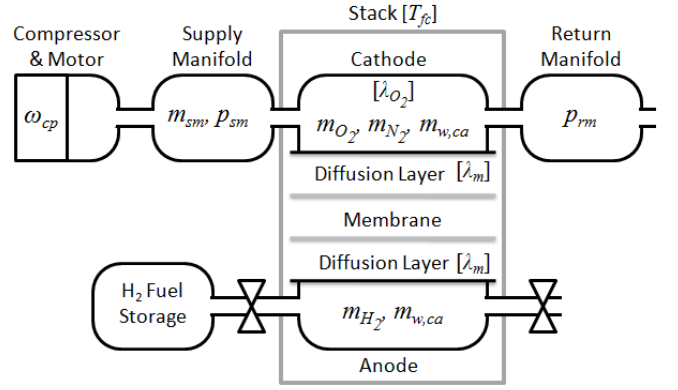 Stack [T_fc]
Compressor
& Motor
Supply
Manifold
Return
Manifold
Cathode
ω_cp
m_sm, p_sm
[λ_O₂]
m_O₂, m_N₂, m_w,ca
p_rm
Diffusion Layer [λ_m]
Membrane
Diffusion Layer [λ_m]
H₂ Fuel
Storage
m_H₂, m_w,ca
Anode